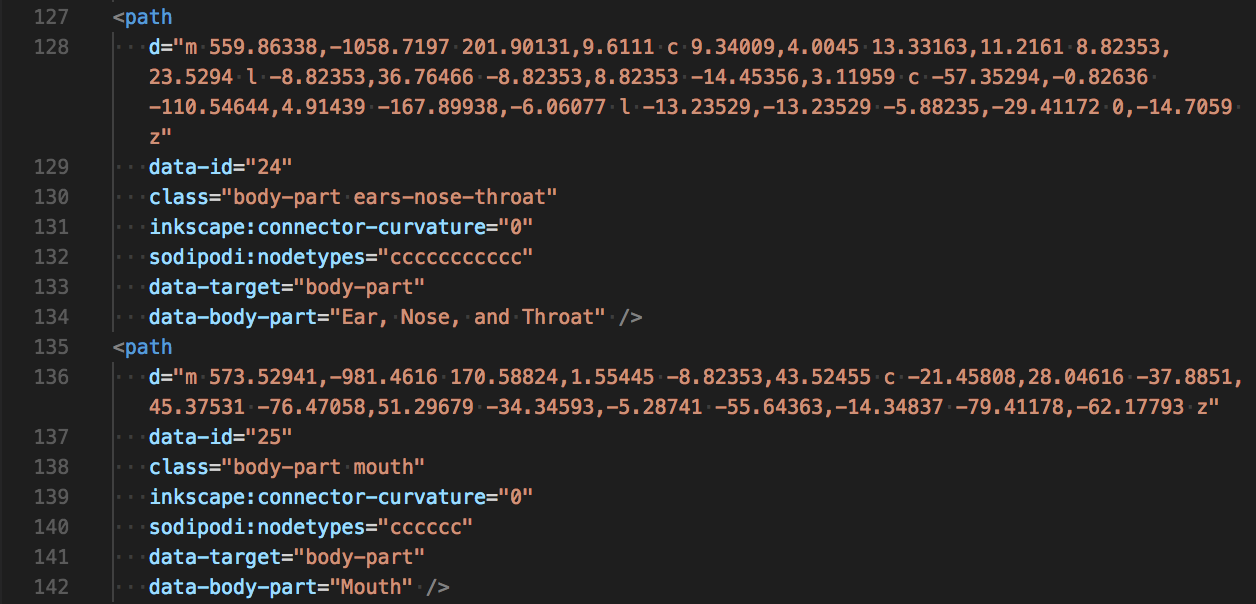 127 <path
128 d="m 559.86338,-1058.7197 201.90131,9.6111 c 9.34009,4.0045 13.33163,11.2161 8.82353,
23.5294 l -8.82353,36.76466 -8.82353,8.82353 -14.45356,3.11959 c -57.35294,-0.82636
-110.54644,4.91439 -167.89938,-6.06077 l -13.23529,-13.23529 -5.88235,-29.41172 0,-14.7059
z"
129 data-id="24"
130 class="body-part ears-nose-throat"
131 inkscape:connector-curvature="0"
132 sodipodi:nodetypes="ccccccccccc"
133 data-target="body-part"
134 data-body-part="Ear, Nose, and Throat" />
135 <path
136 d="m 573.52941,-981.4616 170.58824,1.55445 -8.82353,43.52455 c -21.45808,28.04616 -37.8851,
45.37531 -76.47058,51.29679 -34.34593,-5.28741 -55.64363,-14.34837 -79.41178,-62.17793 z"
137 data-id="25"
138 class="body-part mouth"
139 inkscape:connector-curvature="0"
140 sodipodi:nodetypes="cccccc"
141 data-target="body-part"
142 data-body-part="Mouth" />